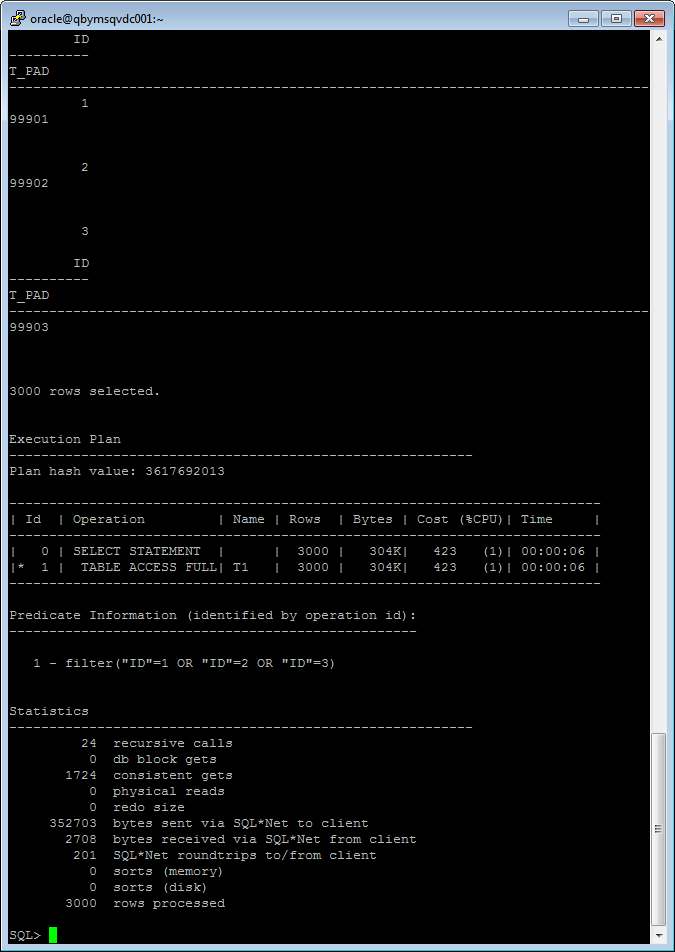 oracle@qbymsqvdc001:~
        ID
----------
T_PAD
--------------------------------------------------------------------------------
         1
99901
         2
99902
         3
        ID
----------
T_PAD
--------------------------------------------------------------------------------
99903
3000 rows selected.
Execution Plan
----------------------------------------------------------
Plan hash value: 3617692013
--------------------------------------------------------------------------
| Id  | Operation         | Name | Rows  | Bytes | Cost (%CPU)| Time     |
--------------------------------------------------------------------------
|   0 | SELECT STATEMENT  |      |  3000 |   304K|   423   (1)| 00:00:06 |
|*  1 |  TABLE ACCESS FULL| T1   |  3000 |   304K|   423   (1)| 00:00:06 |
--------------------------------------------------------------------------
Predicate Information (identified by operation id):
---------------------------------------------------
   1 - filter("ID"=1 OR "ID"=2 OR "ID"=3)
Statistics
----------------------------------------------------------
         24  recursive calls
          0  db block gets
       1724  consistent gets
          0  physical reads
          0  redo size
     352703  bytes sent via SQL*Net to client
       2708  bytes received via SQL*Net from client
        201  SQL*Net roundtrips to/from client
          0  sorts (memory)
          0  sorts (disk)
       3000  rows processed
SQL>